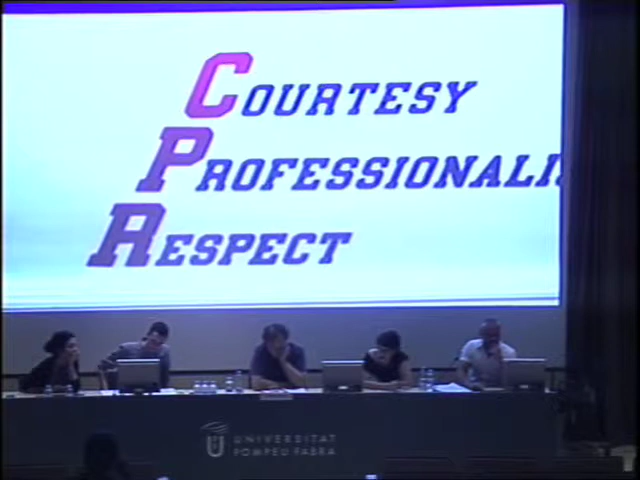 COURTESY
PROFESSIONALI
RESPECT
UNIVERSITAT
POMPEU FABRA